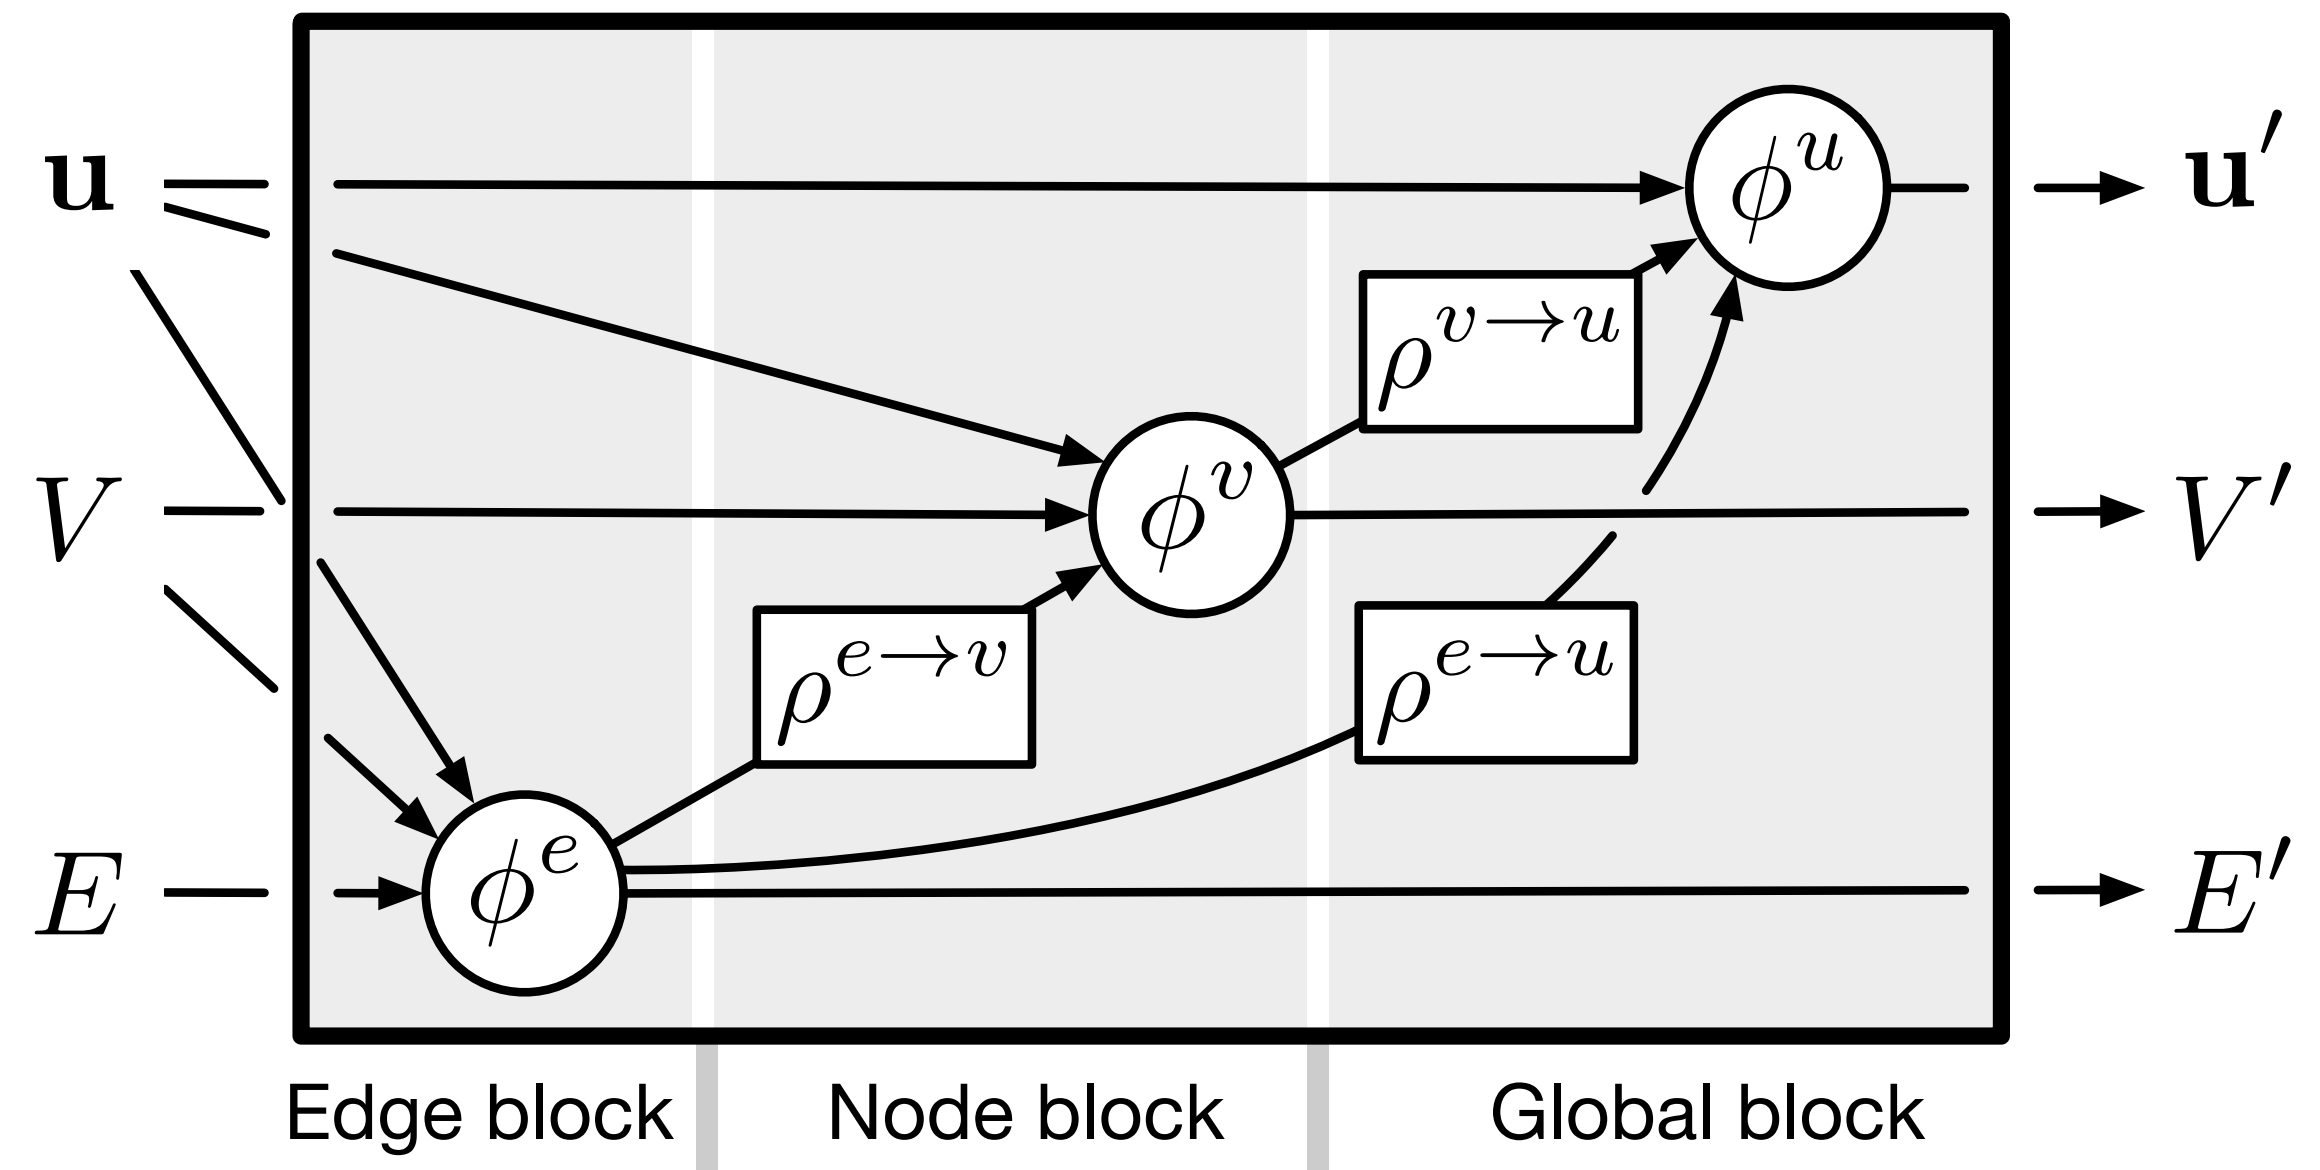 u
ϕ^u
u′
ρ^{v→u}
V
ϕ^v
V′
ρ^{e→v}
ρ^{e→u}
E
ϕ^e
E′
Edge block
Node block
Global block